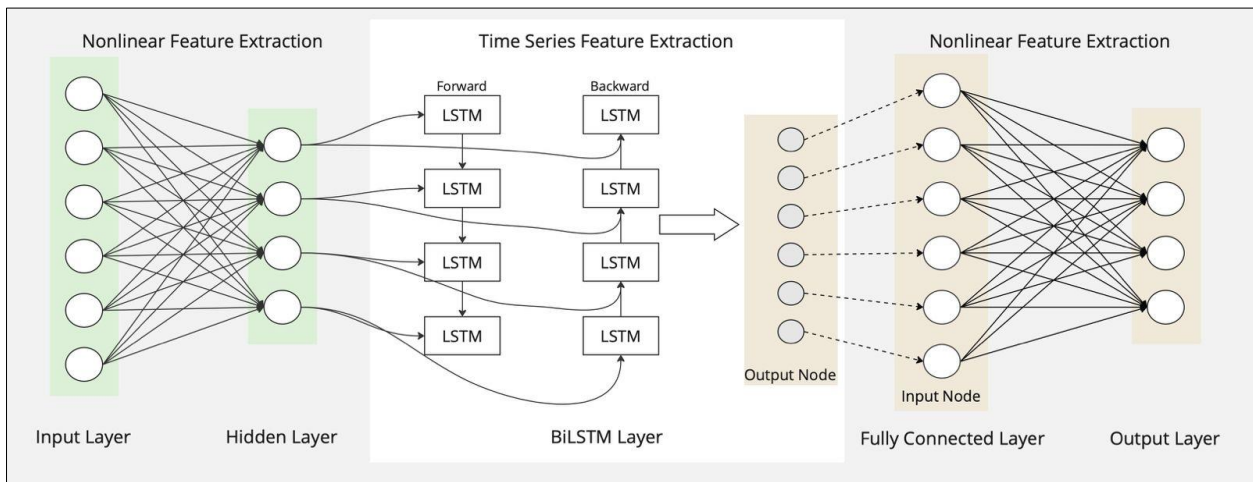 Nonlinear Feature Extraction
Time Series Feature Extraction
Nonlinear Feature Extraction
Forward
Backward
LSTM
LSTM
LSTM
LSTM
LSTM
LSTM
LSTM
LSTM
Output Node
Input Node
Input Layer
Hidden Layer
BiLSTM Layer
Fully Connected Layer
Output Layer